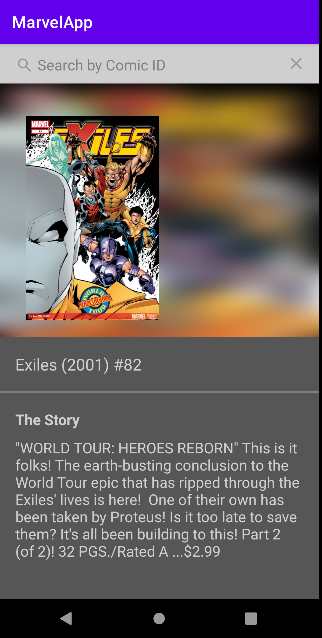 MarvelApp
Search by Comic ID
MARVEL
EXILES
WORLD
TOUR
Exiles (2001) #82
The Story
"WORLD TOUR: HEROES REBORN" This is it
folks! The earth-busting conclusion to the
World Tour epic that has ripped through the
Exiles' lives is here!  One of their own has
been taken by Proteus! Is it too late to save
them? It's all been building to this! Part 2
(of 2)! 32 PGS./Rated A ...$2.99